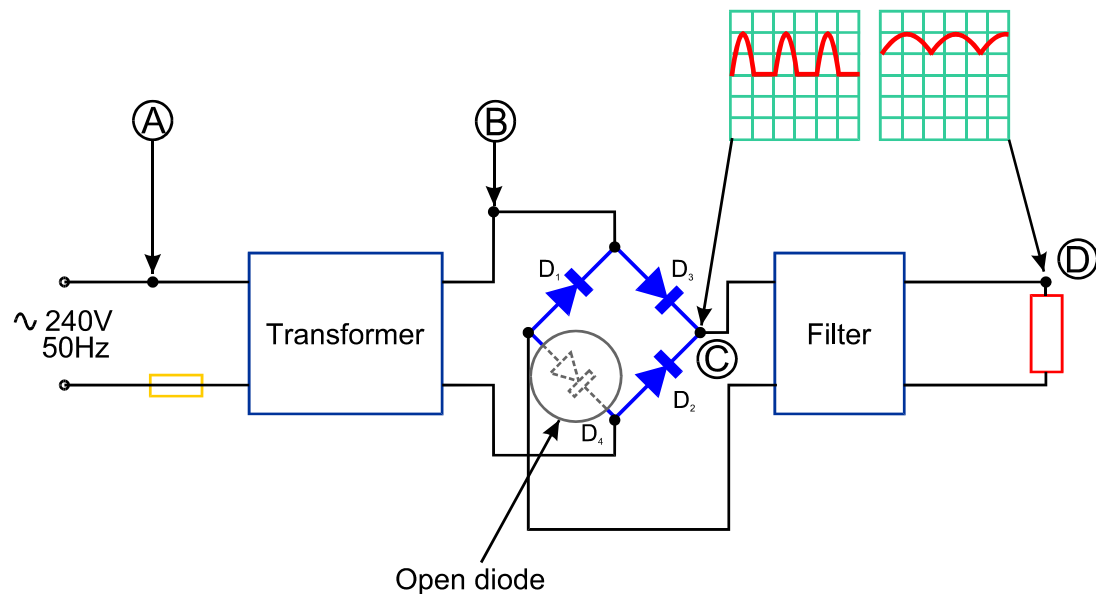 A
B
D₁
D₃
D
∿ 240V
50Hz
Transformer
Filter
C
D₂
D₄
Open diode